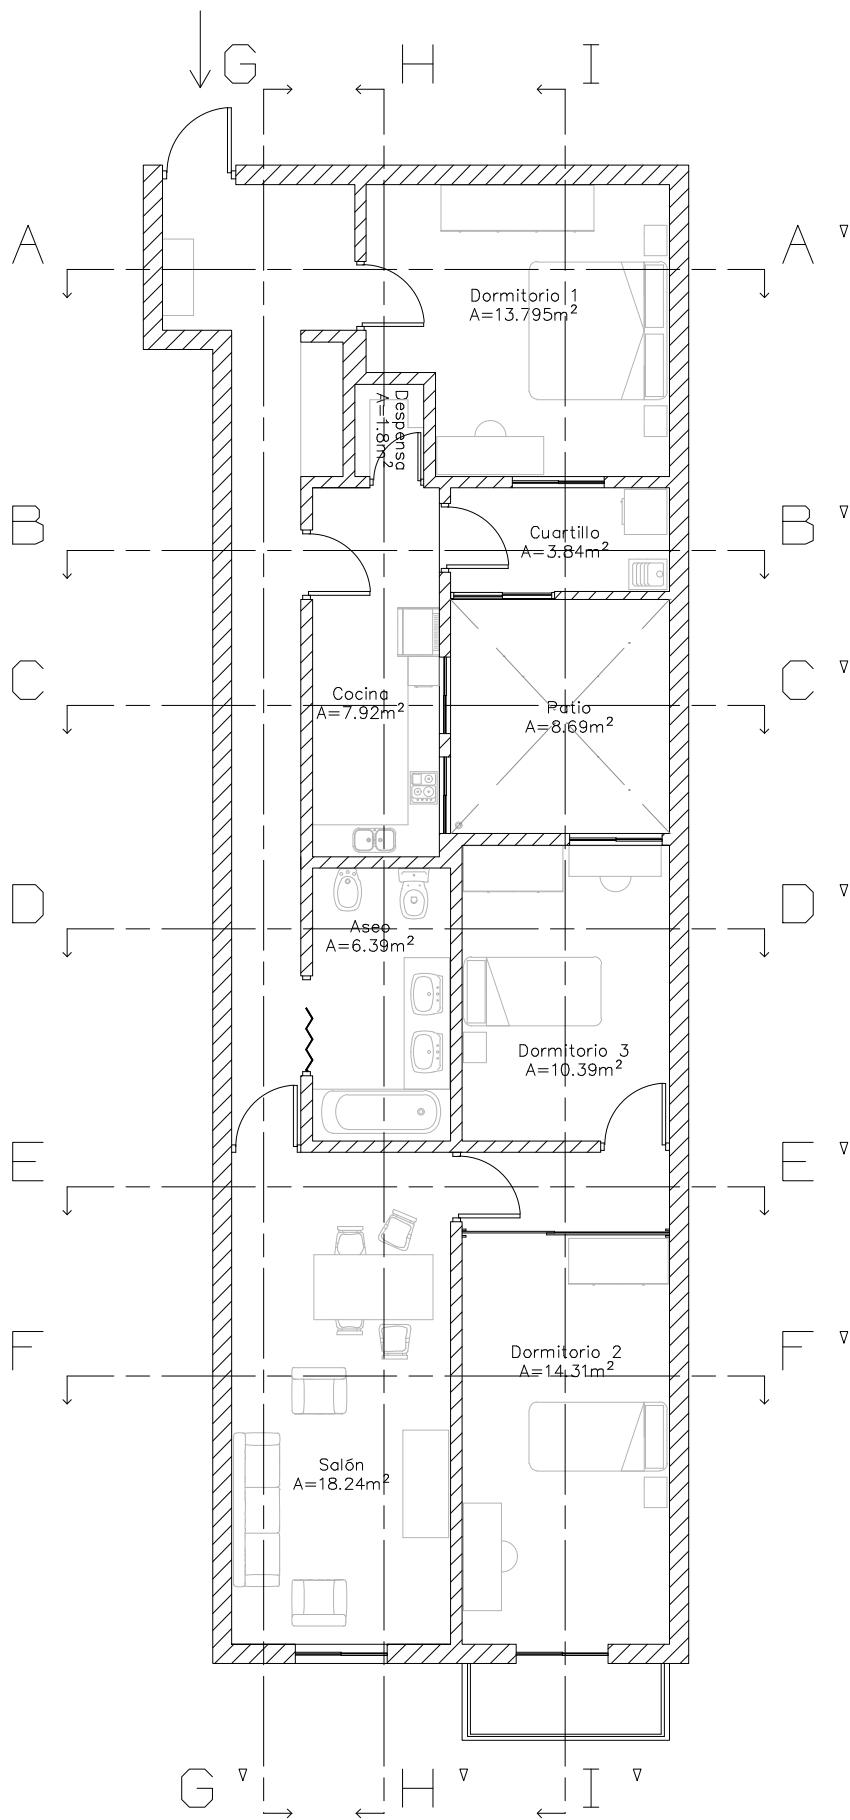 G H I
A A
Dormitorio 1
A=13.795m²
Despensa
A=1.8m²
B B
Cuartillo
A=3.84m²
C C
Cocina
A=7.92m²
Patio
A=8.69m²
D D
Aseo
A=6.39m²
Dormitorio 3
A=10.39m²
E E
F F
Dormitorio 2
A=14.31m²
Salón
A=18.24m²
G H I